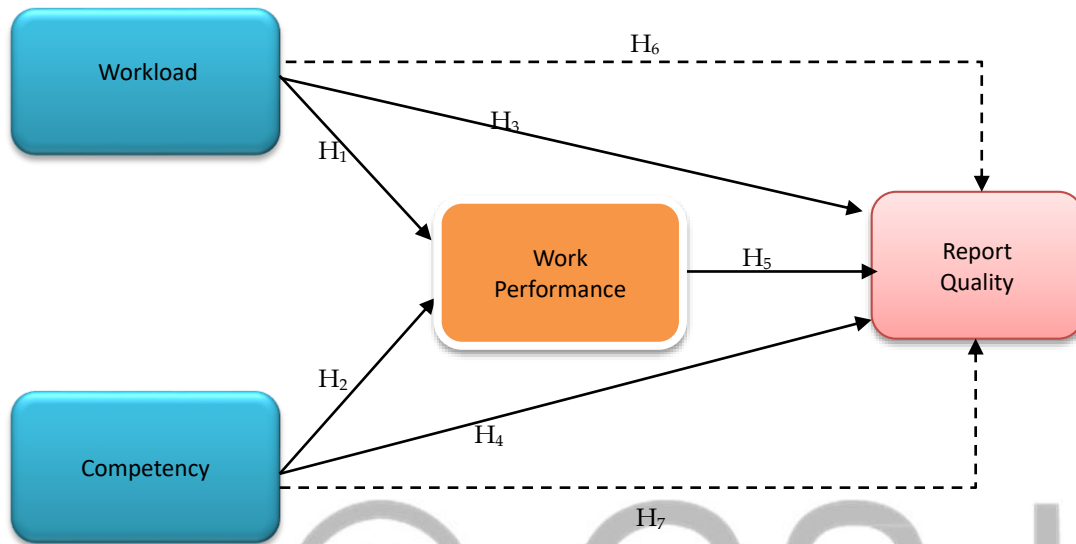 H₆
Workload
H₃
H₁
Work
Performance
H₅
Report
Quality
H₂
H₄
Competency
H₇